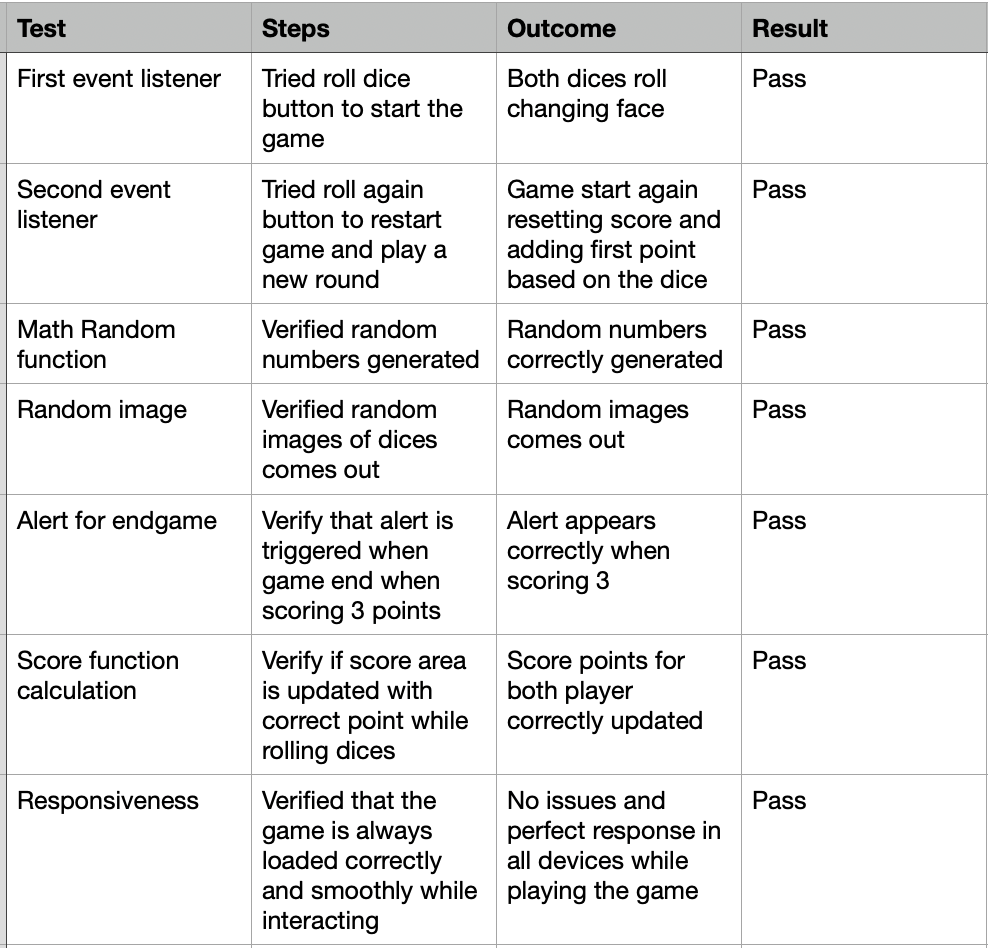 Test
Steps
Outcome
Result
First event listener
Tried roll dice
button to start the
game
Both dices roll
changing face
Pass
Second event
listener
Tried roll again
button to restart
game and play a
new round
Game start again
resetting score and
adding first point
based on the dice
Pass
Math Random
function
Verified random
numbers generated
Random numbers
correctly generated
Pass
Random image
Verified random
images of dices
comes out
Random images
comes out
Pass
Alert for endgame
Verify that alert is
triggered when
game end when
scoring 3 points
Alert appears
correctly when
scoring 3
Pass
Score function
calculation
Verify if score area
is updated with
correct point while
rolling dices
Score points for
both player
correctly updated
Pass
Responsiveness
Verified that the
game is always
loaded correctly
and smoothly while
interacting
No issues and
perfect response in
all devices while
playing the game
Pass